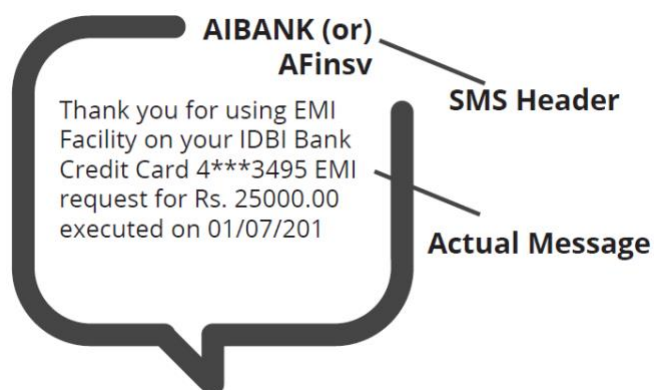 AIBANK (or)
AFinsv
SMS Header
Thank you for using EMI
Facility on your IDBI Bank
Credit Card 4***3495 EMI
request for Rs. 25000.00
executed on 01/07/201
Actual Message